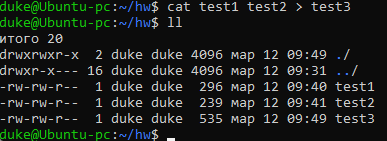 duke@Ubuntu-pc:~/hw$ cat test1 test2 > test3
duke@Ubuntu-pc:~/hw$ ll
итого 20
drwxrwxr-x  2 duke duke 4096 мар 12 09:49 ./
drwxr-x--- 16 duke duke 4096 мар 12 09:31 ../
-rw-rw-r--  1 duke duke  296 мар 12 09:40 test1
-rw-rw-r--  1 duke duke  239 мар 12 09:41 test2
-rw-rw-r--  1 duke duke  535 мар 12 09:49 test3
duke@Ubuntu-pc:~/hw$